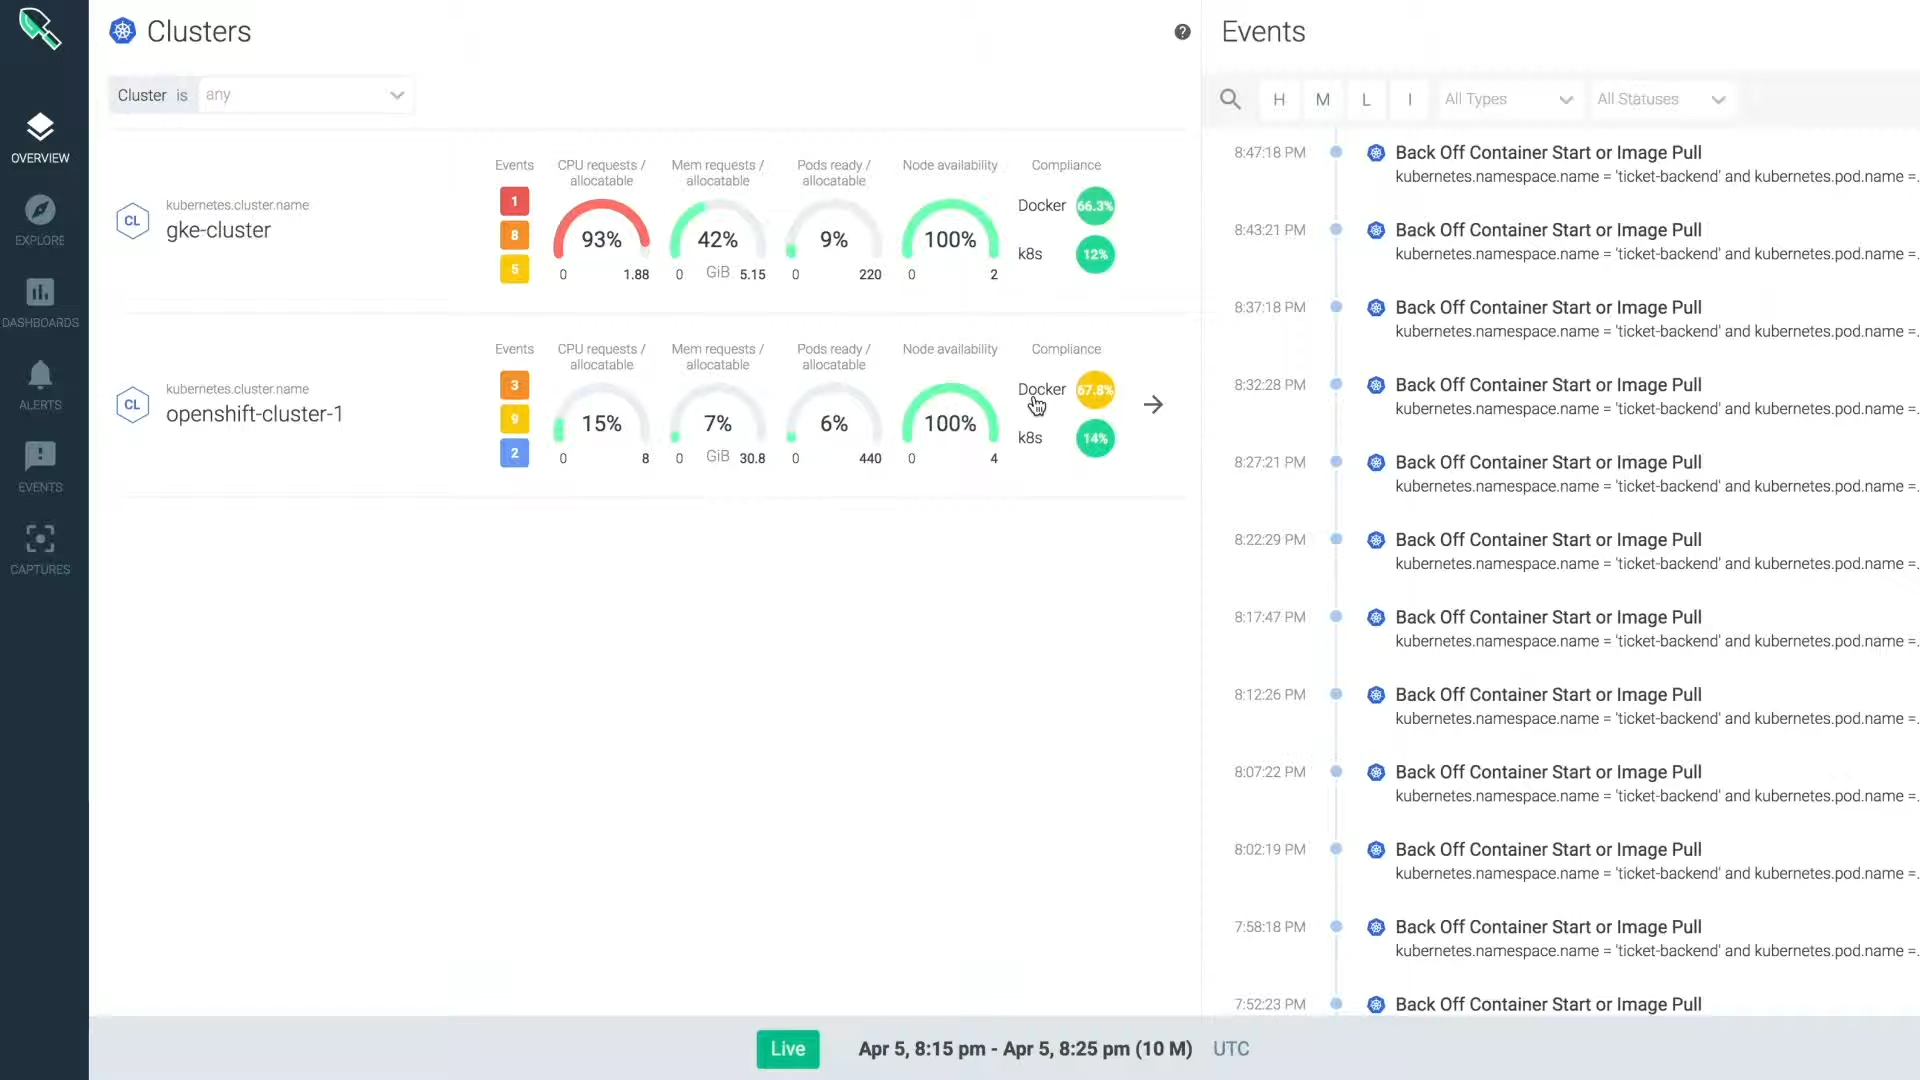 OVERVIEW
EXPLORE
DASHBOARDS
ALERTS
EVENTS
CAPTURES
Clusters
Cluster is any
Events
CPU requests / allocatable
Mem requests / allocatable
Pods ready / allocatable
Node availability
Compliance
CL
kubernetes.cluster.name
gke-cluster
1
8
5
93%
0 1.88
42%
0 GiB 5.15
9%
0 220
100%
0 2
Docker 66.3%
k8s 12%
Events
CPU requests / allocatable
Mem requests / allocatable
Pods ready / allocatable
Node availability
Compliance
CL
kubernetes.cluster.name
openshift-cluster-1
3
9
2
15%
0 8
7%
0 GiB 30.8
6%
0 440
100%
0 4
Docker 67.8%
k8s 14%
Events
H M L I All Types All Statuses
8:47:18 PM Back Off Container Start or Image Pull
kubernetes.namespace.name = 'ticket-backend' and kubernetes.pod.name =.
8:43:21 PM Back Off Container Start or Image Pull
kubernetes.namespace.name = 'ticket-backend' and kubernetes.pod.name =.
8:37:18 PM Back Off Container Start or Image Pull
kubernetes.namespace.name = 'ticket-backend' and kubernetes.pod.name =.
8:32:28 PM Back Off Container Start or Image Pull
kubernetes.namespace.name = 'ticket-backend' and kubernetes.pod.name =.
8:27:21 PM Back Off Container Start or Image Pull
kubernetes.namespace.name = 'ticket-backend' and kubernetes.pod.name =.
8:22:29 PM Back Off Container Start or Image Pull
kubernetes.namespace.name = 'ticket-backend' and kubernetes.pod.name =.
8:17:47 PM Back Off Container Start or Image Pull
kubernetes.namespace.name = 'ticket-backend' and kubernetes.pod.name =.
8:12:26 PM Back Off Container Start or Image Pull
kubernetes.namespace.name = 'ticket-backend' and kubernetes.pod.name =.
8:07:22 PM Back Off Container Start or Image Pull
kubernetes.namespace.name = 'ticket-backend' and kubernetes.pod.name =.
8:02:19 PM Back Off Container Start or Image Pull
kubernetes.namespace.name = 'ticket-backend' and kubernetes.pod.name =.
7:58:18 PM Back Off Container Start or Image Pull
kubernetes.namespace.name = 'ticket-backend' and kubernetes.pod.name =.
7:52:23 PM Back Off Container Start or Image Pull
Live Apr 5, 8:15 pm - Apr 5, 8:25 pm (10 M) UTC